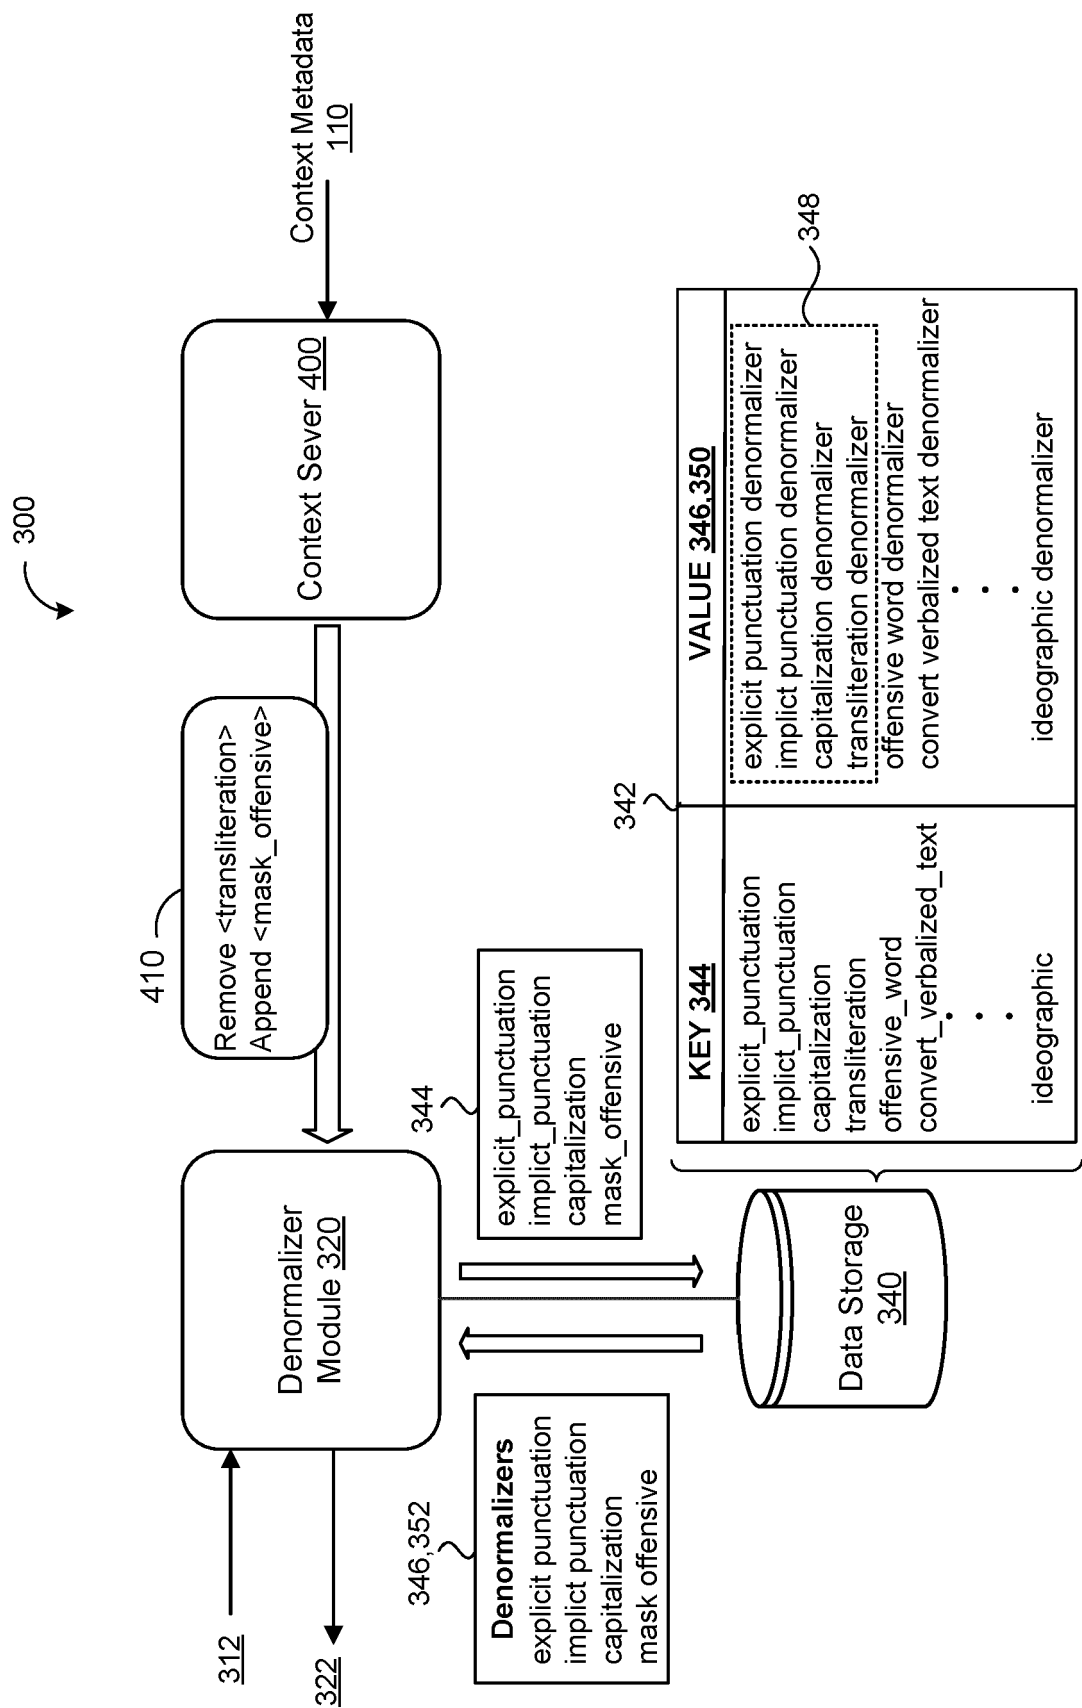 300
Context Metadata
110
Context Sever 400
410
Remove <transliteration>
Append <mask_offensive>
Denormalizer
Module 320
312
322
344
explicit_punctuation
implict_punctuation
capitalization
mask_offensive
346,352
Denormalizers
explicit punctuation
implict punctuation
capitalization
mask offensive
Data Storage
340
342
348
KEY 344
VALUE 346,350
explicit_punctuation
implict_punctuation
capitalization
transliteration
offensive_word
convert_verbalized_text
ideographic
explicit punctuation denormalizer
implict punctuation denormalizer
capitalization denormalizer
transliteration denormalizer
offensive word denormalizer
convert verbalized text denormalizer
ideographic denormalizer